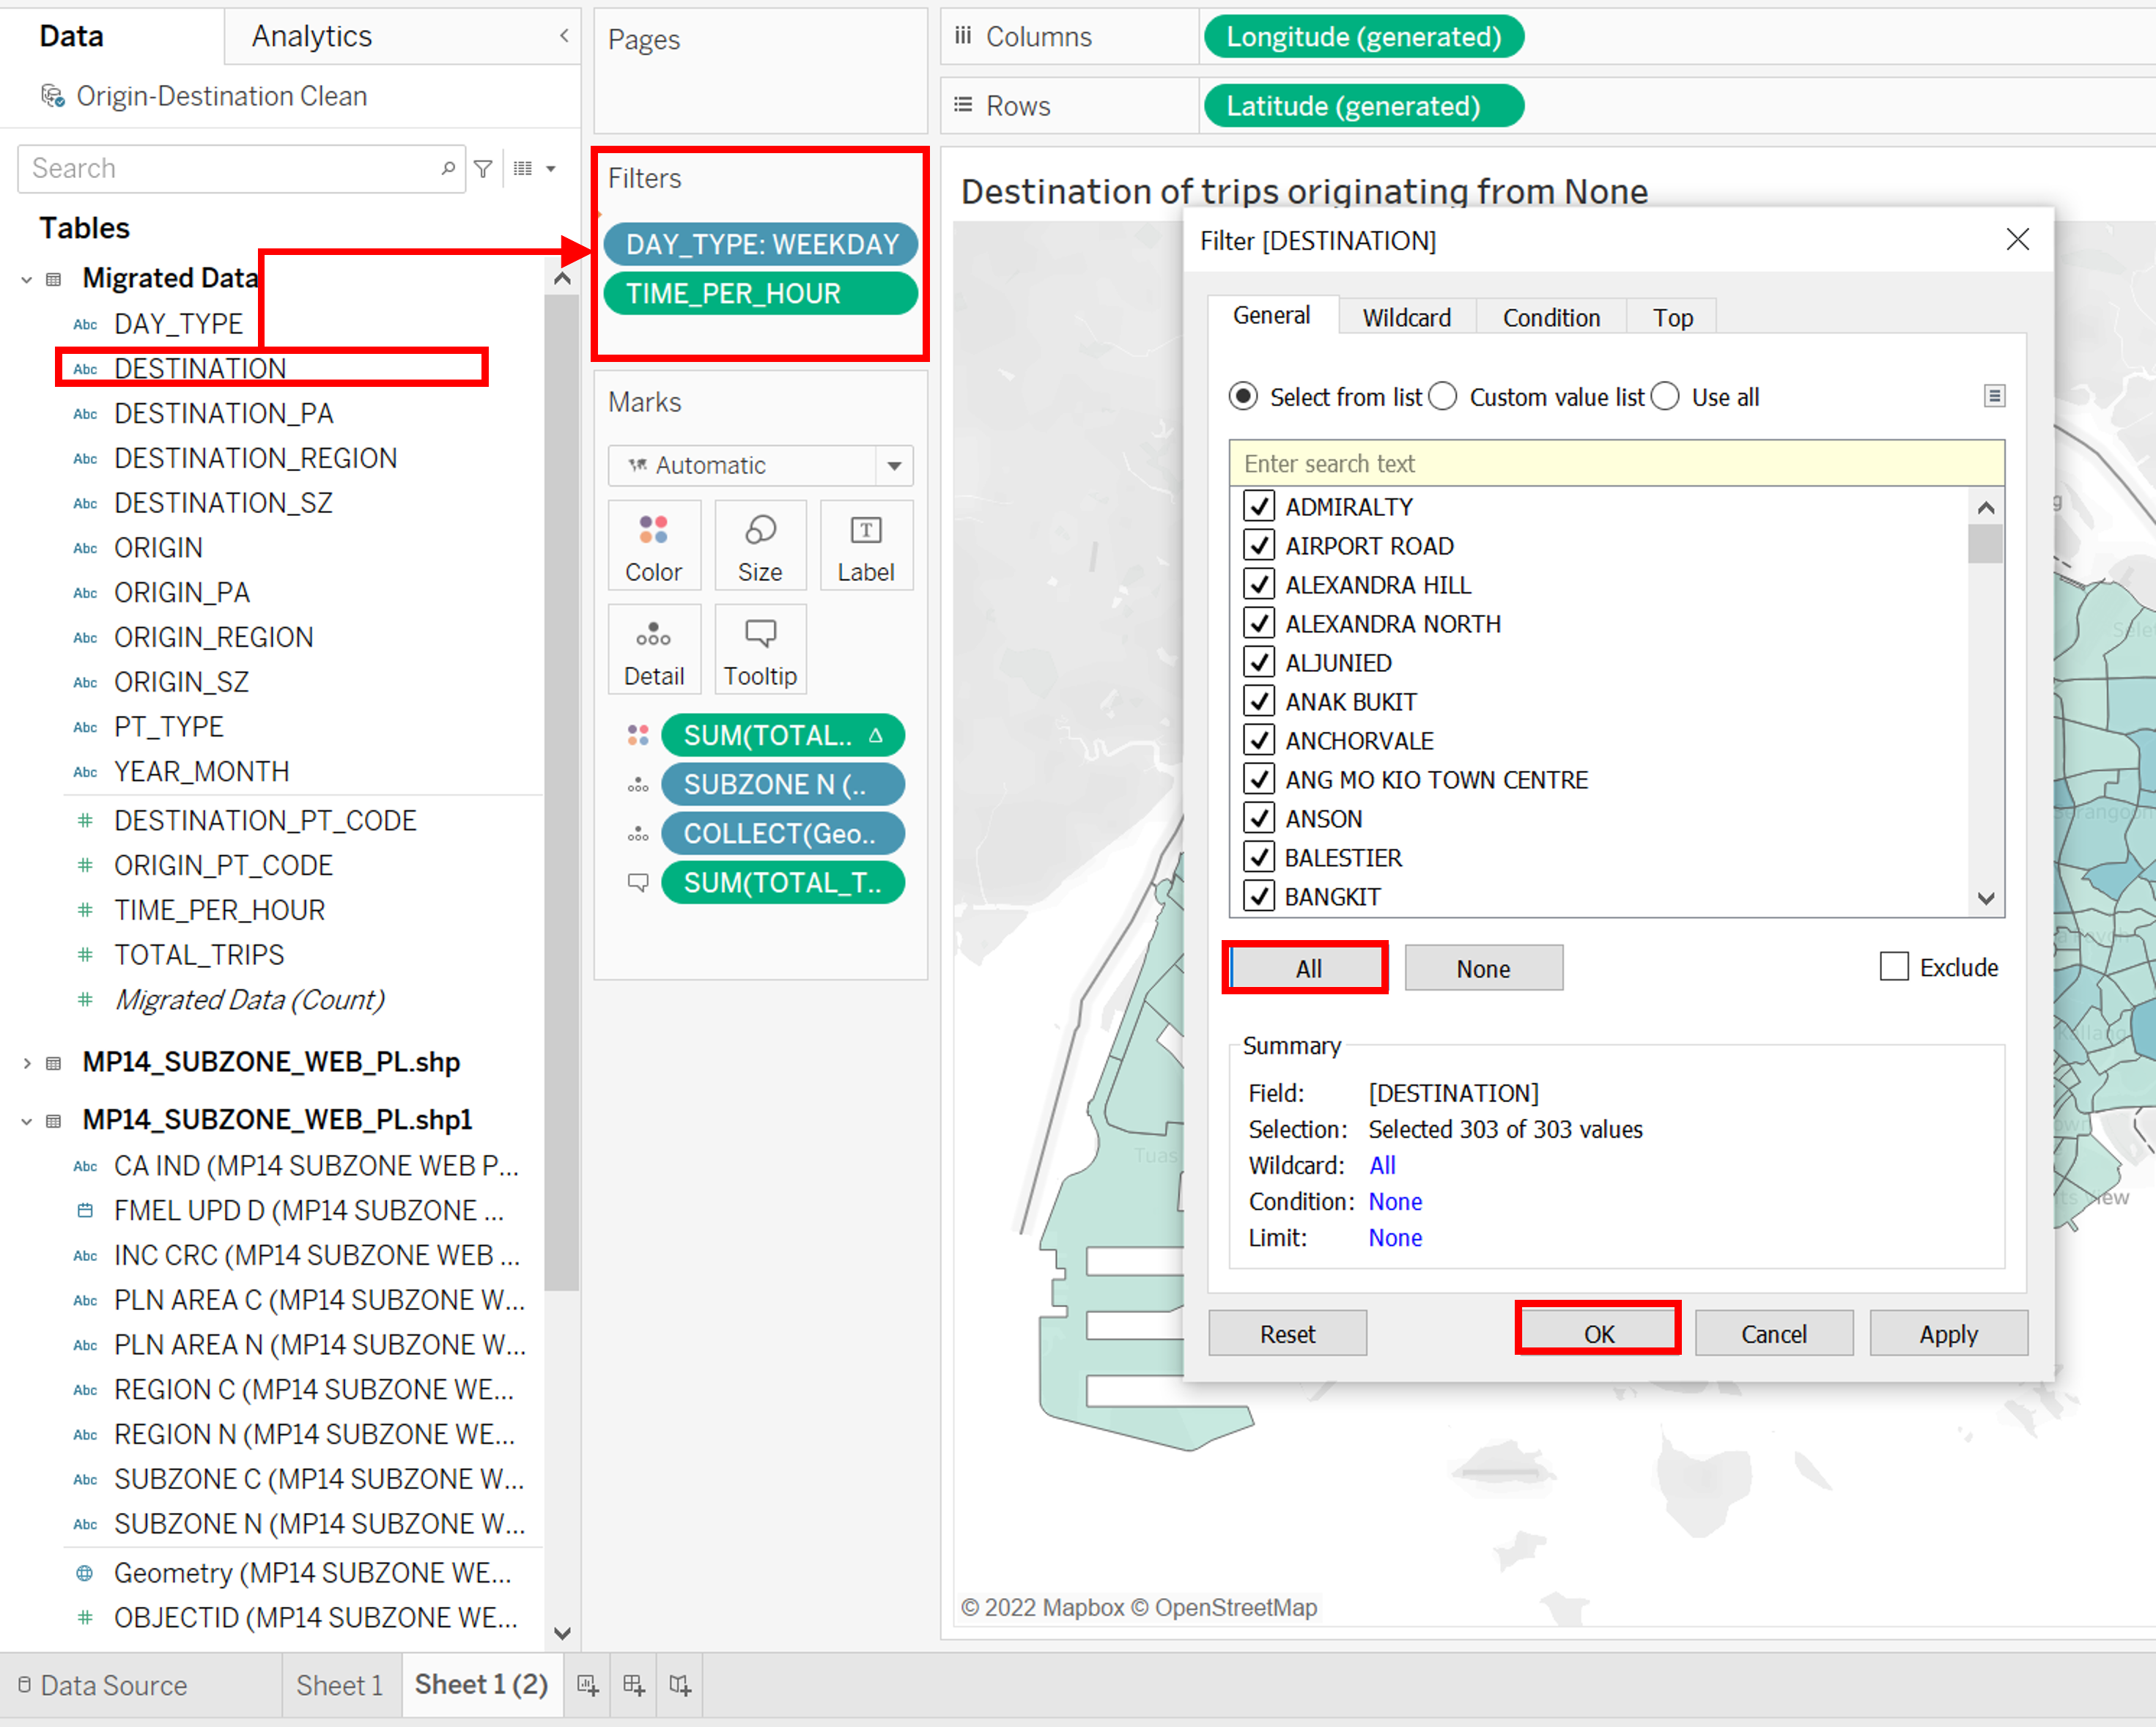 Data
Analytics
Origin-Destination Clean
Search
Tables
Migrated Data
Abc DAY_TYPE
Abc DESTINATION
Abc DESTINATION_PA
Abc DESTINATION_REGION
Abc DESTINATION_SZ
Abc ORIGIN
Abc ORIGIN_PA
Abc ORIGIN_REGION
Abc ORIGIN_SZ
Abc PT_TYPE
Abc YEAR_MONTH
# DESTINATION_PT_CODE
# ORIGIN_PT_CODE
# TIME_PER_HOUR
# TOTAL_TRIPS
# Migrated Data (Count)
MP14_SUBZONE_WEB_PL.shp
MP14_SUBZONE_WEB_PL.shp1
Abc CA IND (MP14 SUBZONE WEB P...
FMEL UPD D (MP14 SUBZONE ...
Abc INC CRC (MP14 SUBZONE WEB ...
Abc PLN AREA C (MP14 SUBZONE W...
Abc PLN AREA N (MP14 SUBZONE W...
Abc REGION C (MP14 SUBZONE WE...
Abc REGION N (MP14 SUBZONE WE...
Abc SUBZONE C (MP14 SUBZONE W...
Abc SUBZONE N (MP14 SUBZONE W...
Geometry (MP14 SUBZONE WE...
# OBJECTID (MP14 SUBZONE WE...
Pages
Filters
DAY_TYPE: WEEKDAY
TIME_PER_HOUR
Marks
Automatic
Color Size Label
Detail Tooltip
SUM(TOTAL.. Δ
SUBZONE N (..
COLLECT(Geo..
SUM(TOTAL_T..
Columns
Longitude (generated)
Rows
Latitude (generated)
Destination of trips originating from None
Filter [DESTINATION]
General Wildcard Condition Top
Select from list Custom value list Use all
Enter search text
ADMIRALTY
AIRPORT ROAD
ALEXANDRA HILL
ALEXANDRA NORTH
ALJUNIED
ANAK BUKIT
ANCHORVALE
ANG MO KIO TOWN CENTRE
ANSON
BALESTIER
BANGKIT
All None Exclude
Summary
Field: [DESTINATION]
Selection: Selected 303 of 303 values
Wildcard: All
Condition: None
Limit: None
Reset OK Cancel Apply
Tuas
Serangoon
Kallang
© 2022 Mapbox © OpenStreetMap
Data Source
Sheet 1
Sheet 1 (2)